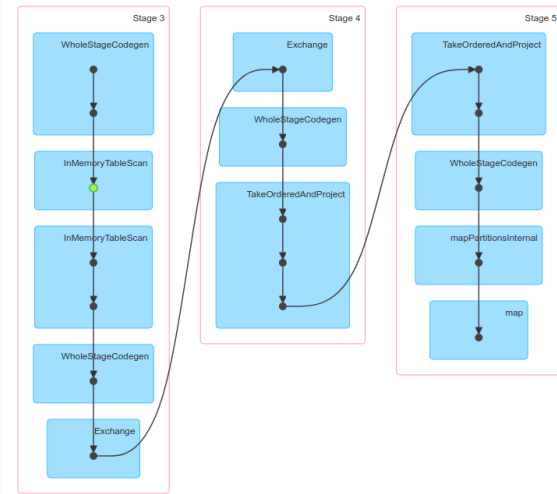 Stage 3
WholeStageCodegen
InMemoryTableScan
InMemoryTableScan
WholeStageCodegen
Exchange
Stage 4
Exchange
WholeStageCodegen
TakeOrderedAndProject
Stage 5
TakeOrderedAndProject
WholeStageCodegen
mapPartitionsInternal
map